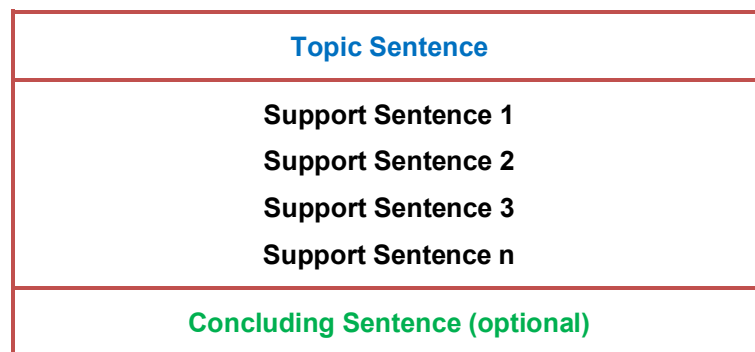 Topic Sentence
Support Sentence 1
Support Sentence 2
Support Sentence 3
Support Sentence n
Concluding Sentence (optional)